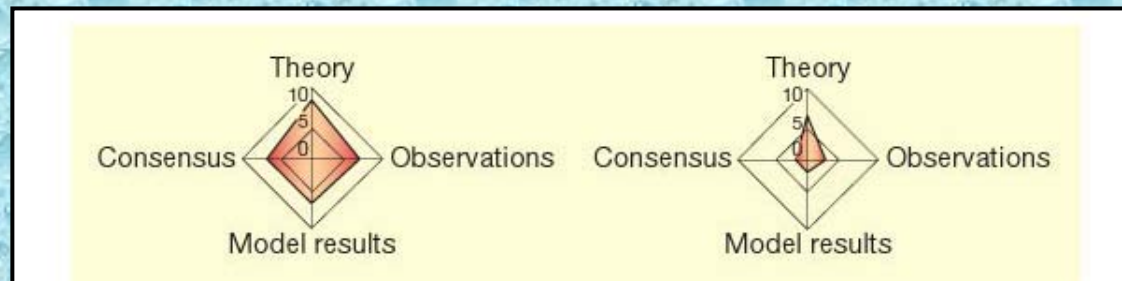 Theory
10
5
0
Consensus
Observations
Model results
Theory
10
5
0
Consensus
Observations
Model results